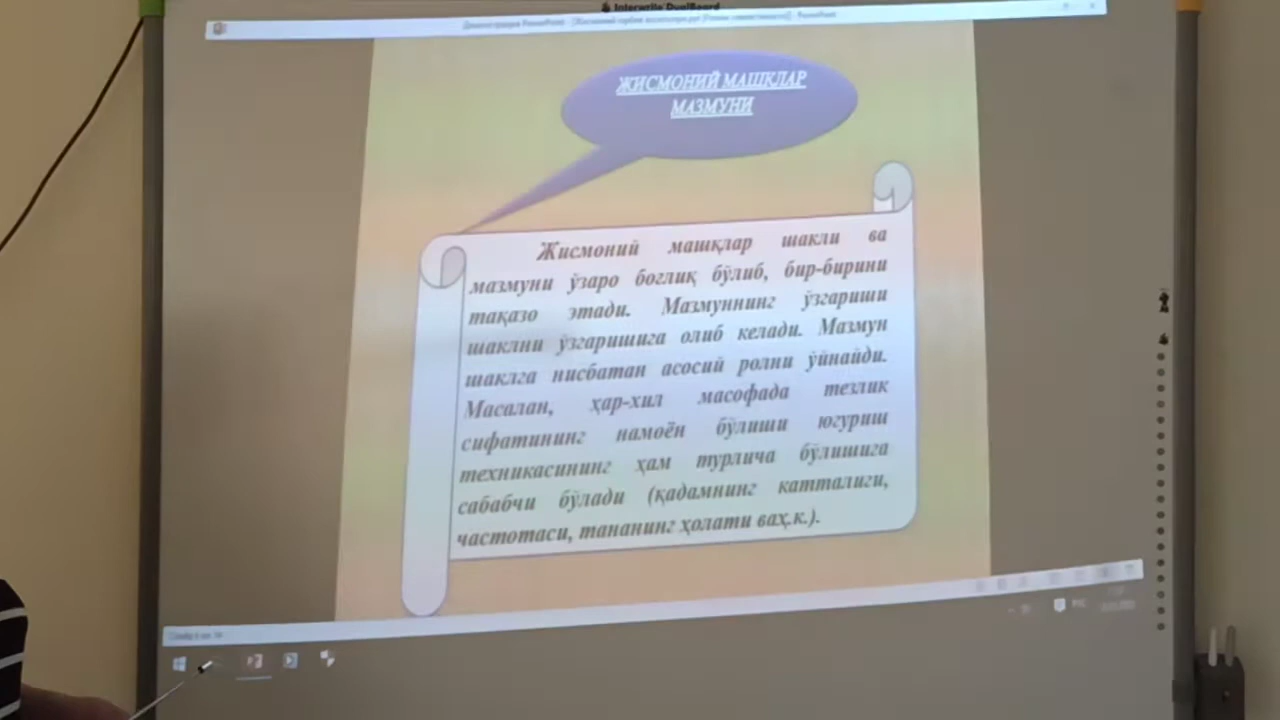 Interwrite DualBoard
ЖИСМОНИЙ МАШҚЛАР
МАЗМУНИ
Жисмоний машқлар шакли ва
мазмуни ўзаро боғлиқ бўлиб, бир-бирини
тақазо этади. Мазмуннинг ўзгариши
шаклни ўзгаришига олиб келади. Мазмун
шаклга нисбатан асосий ролни ўйнайди.
Масалан, ҳар-хил масофада тезлик
сифатининг намоён бўлиши югуриш
техникасининг ҳам турлича бўлишига
сабабчи бўлади (қадамнинг катталиги,
частотаси, тананинг ҳолати ваҳ.к.).